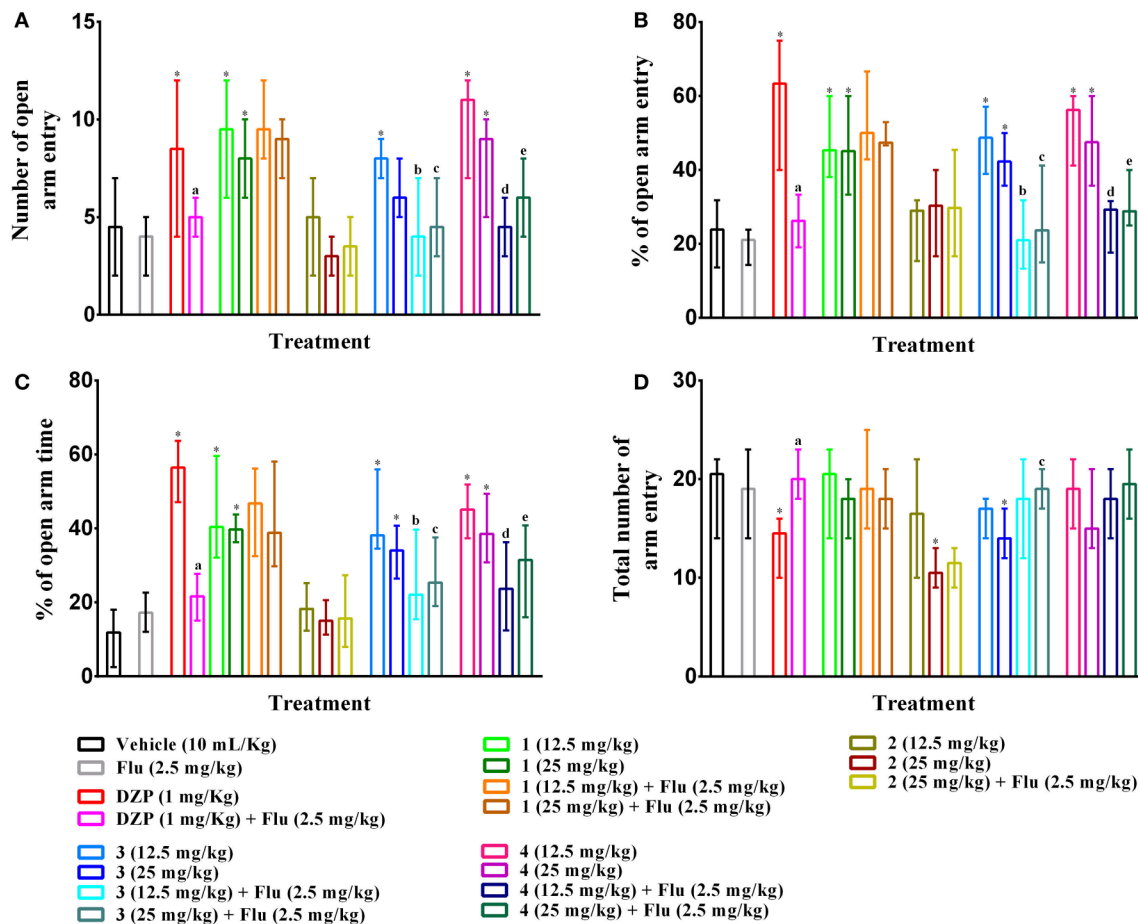 A
15
10
5
0
Number of open
arm entry
* * * * * *
a b c d e
Treatment
B
80
60
40
20
0
% of open arm entry
* * * * * * *
a b c d e
Treatment
C
80
60
40
20
0
% of open arm time
* * * * * * *
a b c d e
Treatment
D
30
20
10
0
Total number of
arm entry
* a * * c
Treatment
Vehicle (10 mL/Kg)
Flu (2.5 mg/kg)
DZP (1 mg/Kg)
DZP (1 mg/Kg) + Flu (2.5 mg/kg)
1 (12.5 mg/kg)
1 (25 mg/kg)
1 (12.5 mg/kg) + Flu (2.5 mg/kg)
1 (25 mg/kg) + Flu (2.5 mg/kg)
2 (12.5 mg/kg)
2 (25 mg/kg)
2 (25 mg/kg) + Flu (2.5 mg/kg)
3 (12.5 mg/kg)
3 (25 mg/kg)
3 (12.5 mg/kg) + Flu (2.5 mg/kg)
3 (25 mg/kg) + Flu (2.5 mg/kg)
4 (12.5 mg/kg)
4 (25 mg/kg)
4 (12.5 mg/kg) + Flu (2.5 mg/kg)
4 (25 mg/kg) + Flu (2.5 mg/kg)